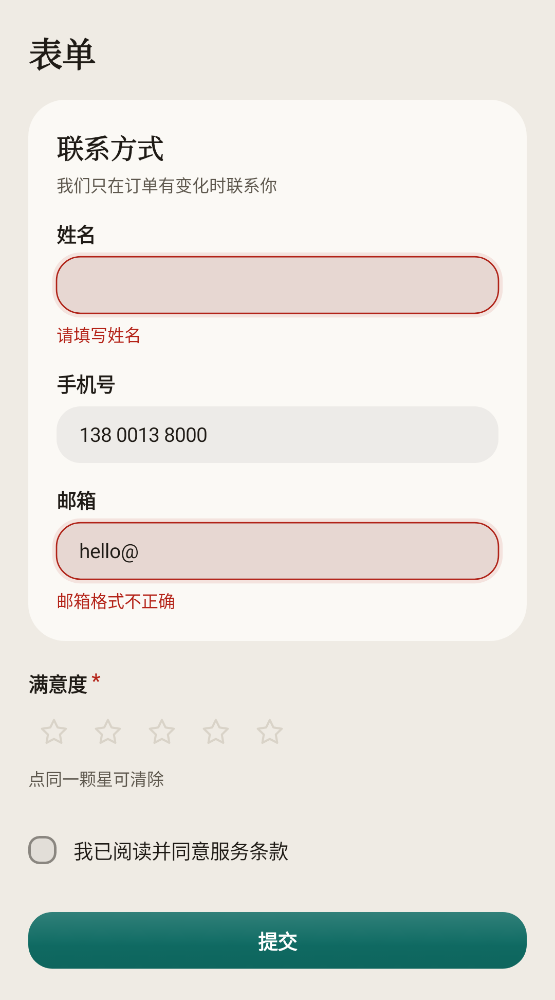 表单
联系方式
我们只在订单有变化时联系你
姓名
请填写姓名
手机号
138 0013 8000
邮箱
hello@
邮箱格式不正确
满意度 *
点同一颗星可清除
我已阅读并同意服务条款
提交